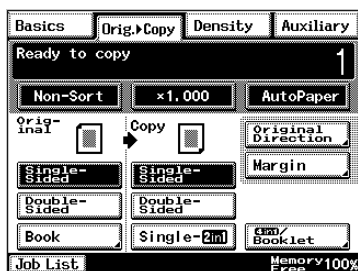 Basics Orig.▸Copy Density Auxiliary
Ready to copy 1
Non-Sort ×1.000 AutoPaper
Orig-
inal
Copy
Original
Direction
Single-
Sided
Single-
Sided
Margin
Double-
Sided
Double-
Sided
Book Single-2in1 4in1/
Booklet
Job List Memory 100%
Free